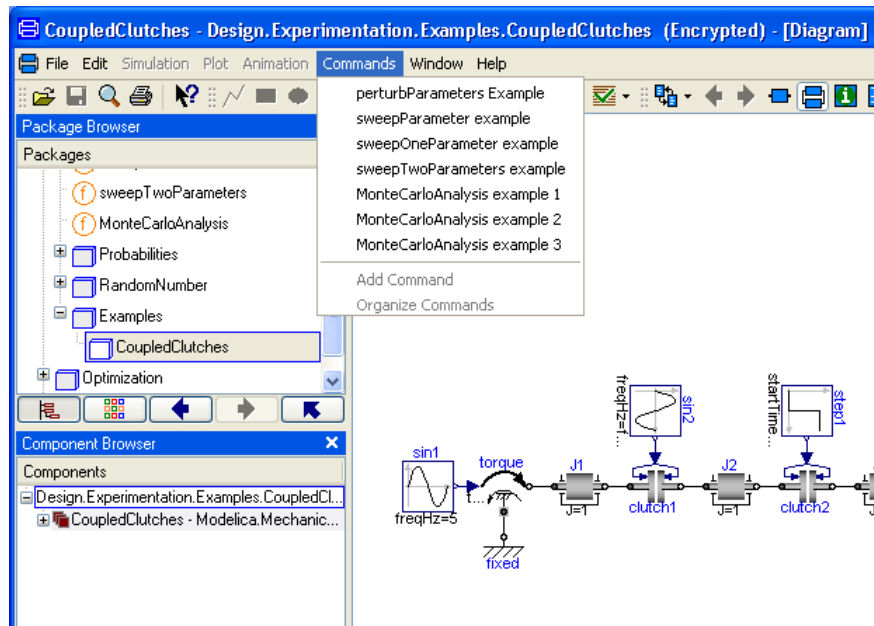 CoupledClutches - Design.Experimentation.Examples.CoupledClutches (Encrypted) - [Diagram]
File Edit Simulation Plot Animation Commands Window Help
perturbParameters Example
sweepParameter example
sweepOneParameter example
sweepTwoParameters example
MonteCarloAnalysis example 1
MonteCarloAnalysis example 2
MonteCarloAnalysis example 3
Add Command
Organize Commands
Package Browser
Packages
f sweepTwoParameters
f MonteCarloAnalysis
Probabilities
RandomNumber
Examples
CoupledClutches
Optimization
Component Browser
Components
Design.Experimentation.Examples.CoupledCl...
CoupledClutches - Modelica.Mechanic...
sin1
freqHz=5
torque
t...
fixed
J1
J=1
freqHz=f...
sin2
clutch1
J2
J=1
startTime...
step1
clutch2